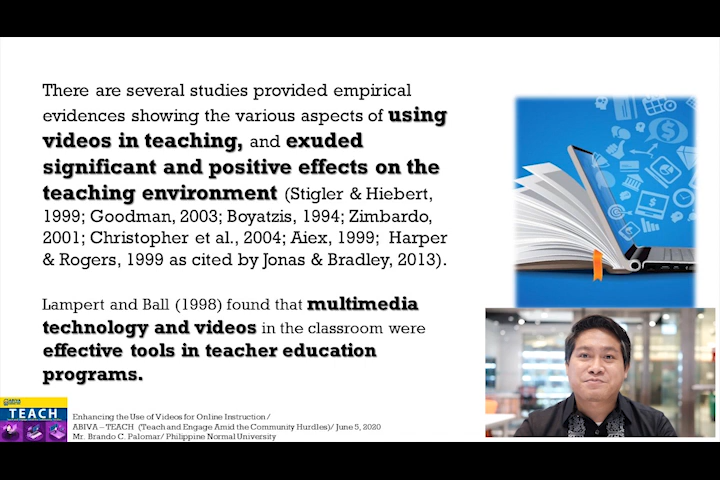 There are several studies provided empirical
evidences showing the various aspects of using
videos in teaching, and exuded
significant and positive effects on the
teaching environment (Stigler & Hiebert,
1999; Goodman, 2003; Boyatzis, 1994; Zimbardo,
2001; Christopher et al., 2004; Aiex, 1999; Harper
& Rogers, 1999 as cited by Jonas & Bradley, 2013).
Lampert and Ball (1998) found that multimedia
technology and videos in the classroom were
effective tools in teacher education
programs.
TEACH
Enhancing the Use of Videos for Online Instruction/
ABIVA – TEACH (Teach and Engage Amid the Community Hurdles)/ June 5, 2020
Mr. Brando C. Palomar/ Philippine Normal University